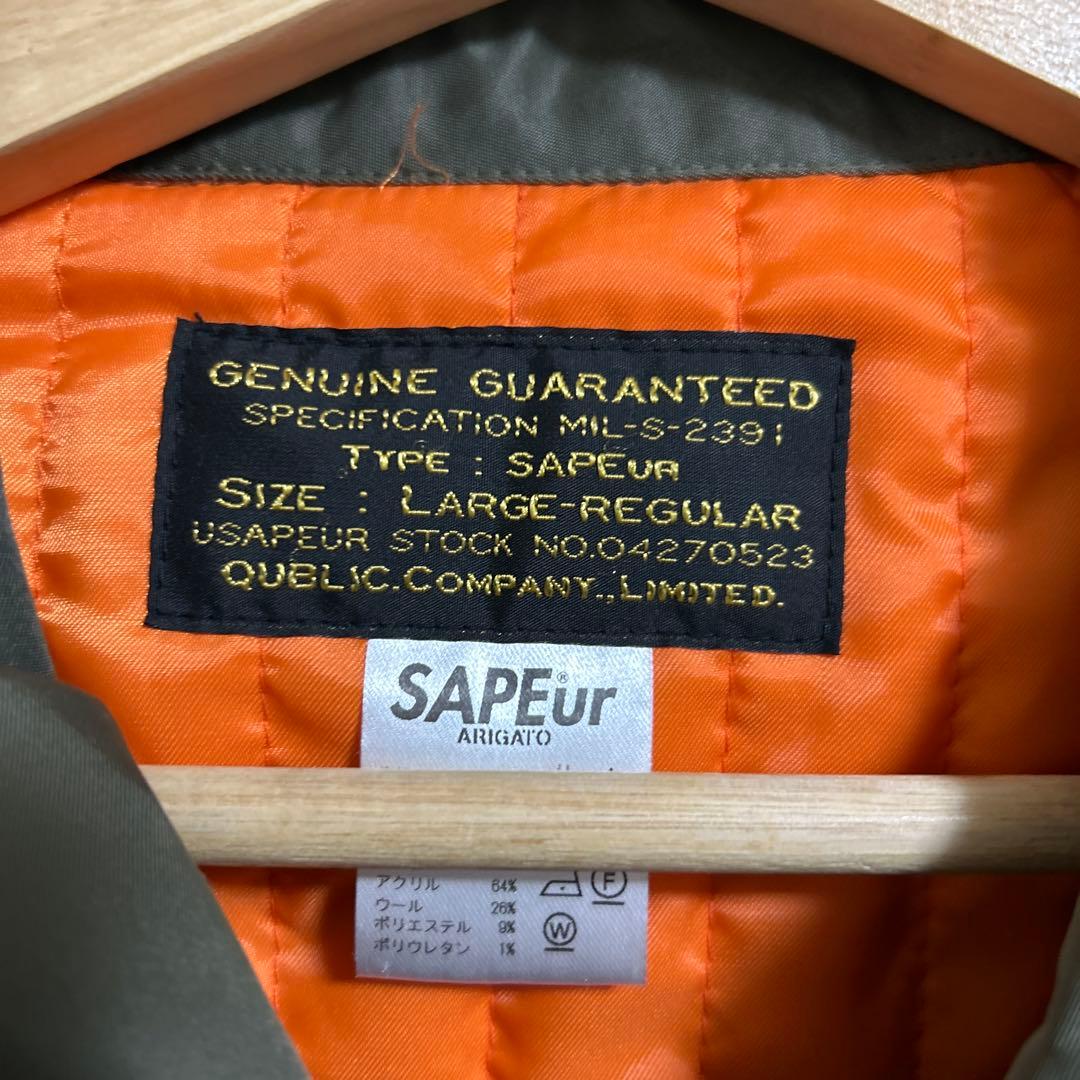 GENUINE GUARANTEED
SPECIFICATION MIL-S-2391
TYPE : SAPEUR
SIZE : LARGE-REGULAR
USAPEUR STOCK NO.04270523
QUBLIC.COMPANY.,LIMITED.
SAPEur®
ARIGATO
アクリル 64%
ウール 26%
ポリエステル 9%
ポリウレタン 1%
F
W